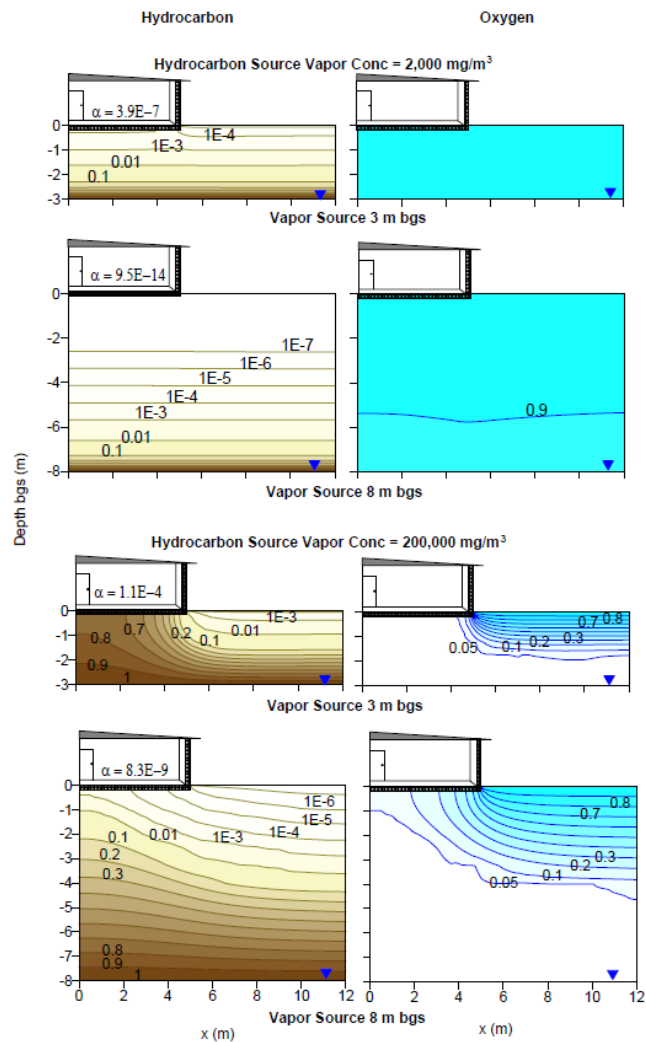 Hydrocarbon Oxygen
Hydrocarbon Source Vapor Conc = 2,000 mg/m³
α = 3.9E−7
0
-1
-2
-3
1E-4
1E-3
0.01
0.1
Vapor Source 3 m bgs
α = 9.5E−14
0
-2
-4
-6
-8
1E-7
1E-6
1E-5
1E-4
1E-3
0.01
0.1
0.9
Vapor Source 8 m bgs
Depth bgs (m)
Hydrocarbon Source Vapor Conc = 200,000 mg/m³
α = 1.1E−4
0
-1
-2
-3
0.8
0.7
0.2
0.1
0.01
1E-3
0.9
1
0.05
0.1
0.2
0.3
0.7
0.8
Vapor Source 3 m bgs
α = 8.3E−9
0
-1
-2
-3
-4
-5
-6
-7
-8
1E-6
1E-5
1E-4
1E-3
0.01
0.1
0.2
0.3
0.8
0.9
1
0.8
0.7
0.3
0.2
0.1
0.05
0 2 4 6 8 10 12 0 2 4 6 8 10 12
Vapor Source 8 m bgs
x (m) x (m)